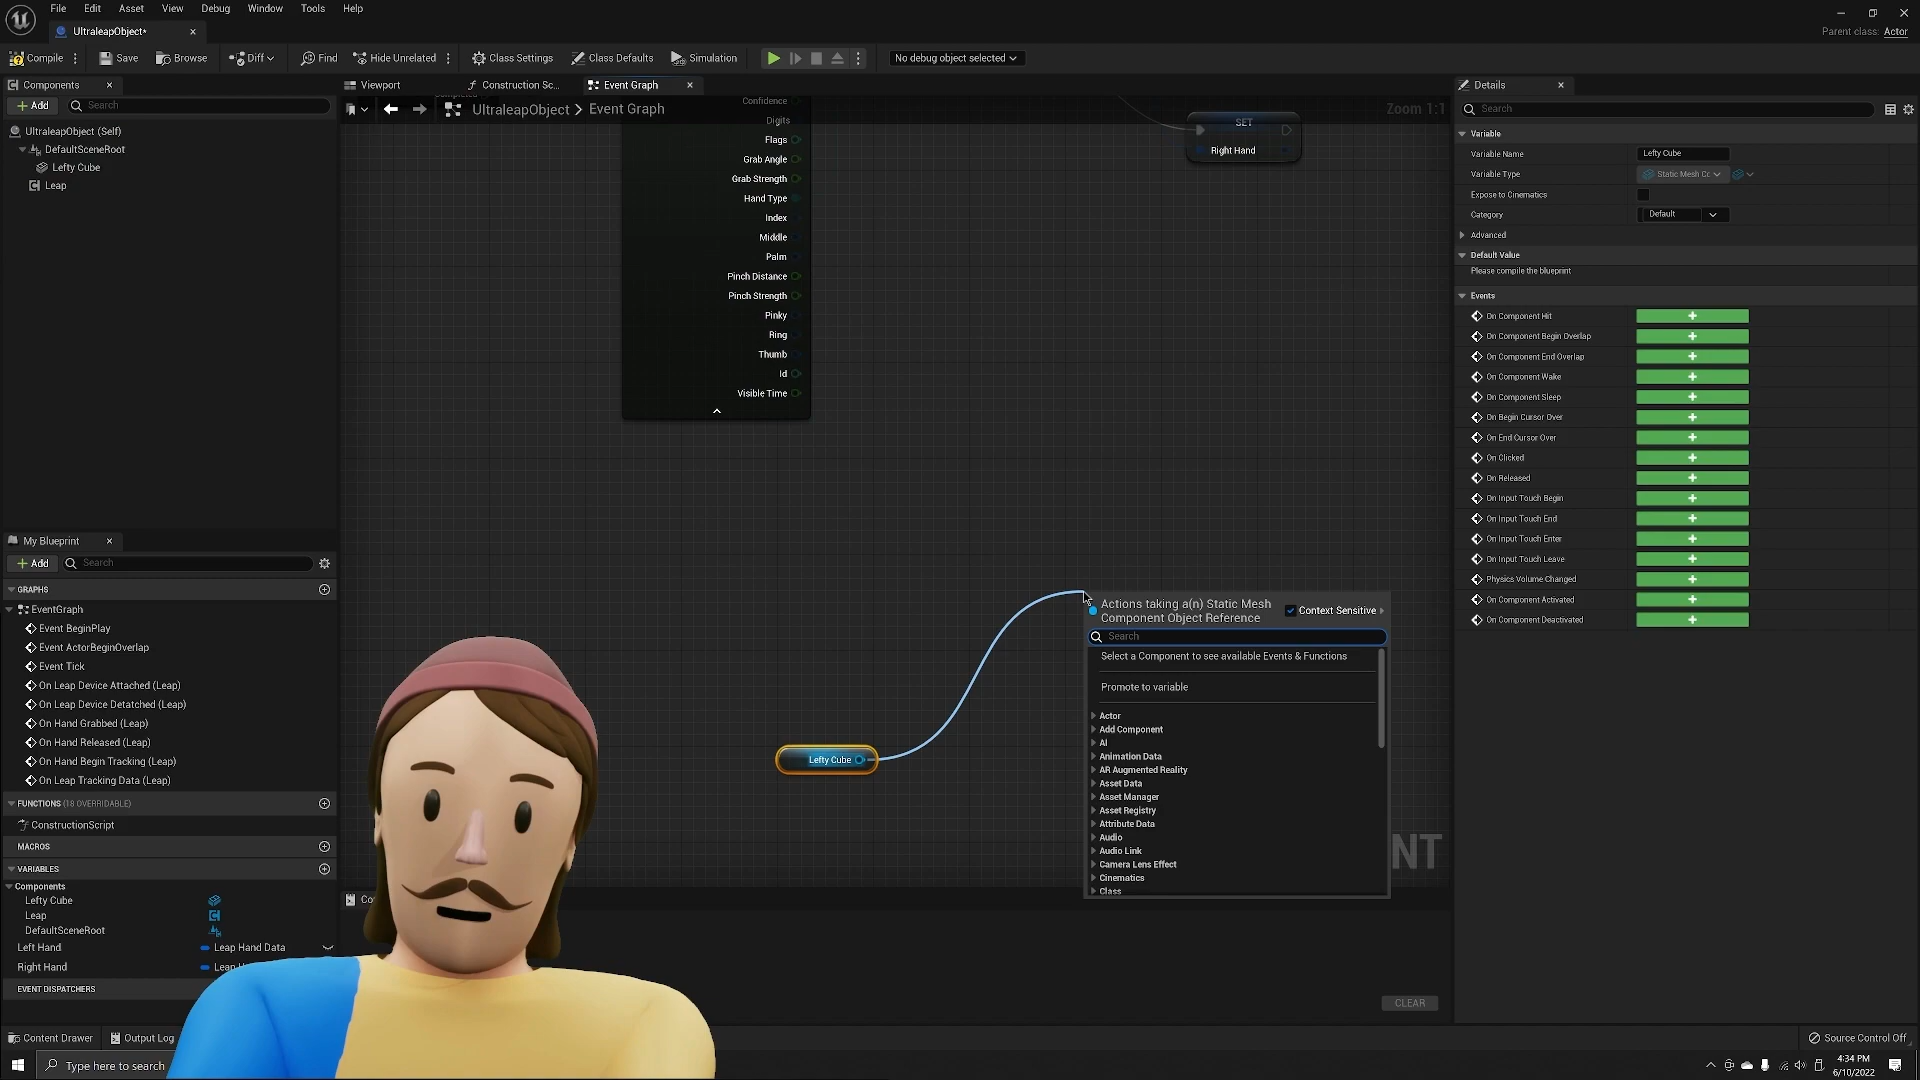 File Edit Asset View Debug Window Tools Help
UltraleapObject*
Parent class: Actor
Compile Save Browse Diff Find Hide Unrelated Class Settings Class Defaults Simulation No debug object selected
Components
Add Search
UltraleapObject (Self)
DefaultSceneRoot
Lefty Cube
Leap
My Blueprint
Add Search
GRAPHS
EventGraph
Event BeginPlay
Event ActorBeginOverlap
Event Tick
On Leap Device Attached (Leap)
On Leap Device Detatched (Leap)
On Hand Grabbed (Leap)
On Hand Released (Leap)
On Hand Begin Tracking (Leap)
On Leap Tracking Data (Leap)
FUNCTIONS (18 OVERRIDABLE)
ConstructionScript
MACROS
VARIABLES
Components
Lefty Cube
Leap
DefaultSceneRoot
Left Hand Leap Hand Data
Right Hand
EVENT DISPATCHERS
Viewport Construction Sc... Event Graph
UltraleapObject > Event Graph
Zoom 1:1
Confidence
Digits
Flags
Grab Angle
Grab Strength
Hand Type
Index
Middle
Palm
Pinch Distance
Pinch Strength
Pinky
Ring
Thumb
Id
Visible Time
SET
Right Hand
Lefty Cube
Actions taking a(n) Static Mesh
Component Object Reference
Context Sensitive
Search
Select a Component to see available Events & Functions
Promote to variable
Actor
Add Component
AI
Animation Data
AR Augmented Reality
Asset Data
Asset Manager
Asset Registry
Attribute Data
Audio
Audio Link
Camera Lens Effect
Cinematics
Class
CLEAR
Details
Search
Variable
Variable Name Lefty Cube
Variable Type Static Mesh Cc
Expose to Cinematics
Category Default
Advanced
Default Value
Please compile the blueprint
Events
On Component Hit
On Component Begin Overlap
On Component End Overlap
On Component Wake
On Component Sleep
On Begin Cursor Over
On End Cursor Over
On Clicked
On Released
On Input Touch Begin
On Input Touch End
On Input Touch Enter
On Input Touch Leave
Physics Volume Changed
On Component Activated
On Component Deactivated
Content Drawer Output Log
Source Control Off
Type here to search
4:34 PM
6/10/2022